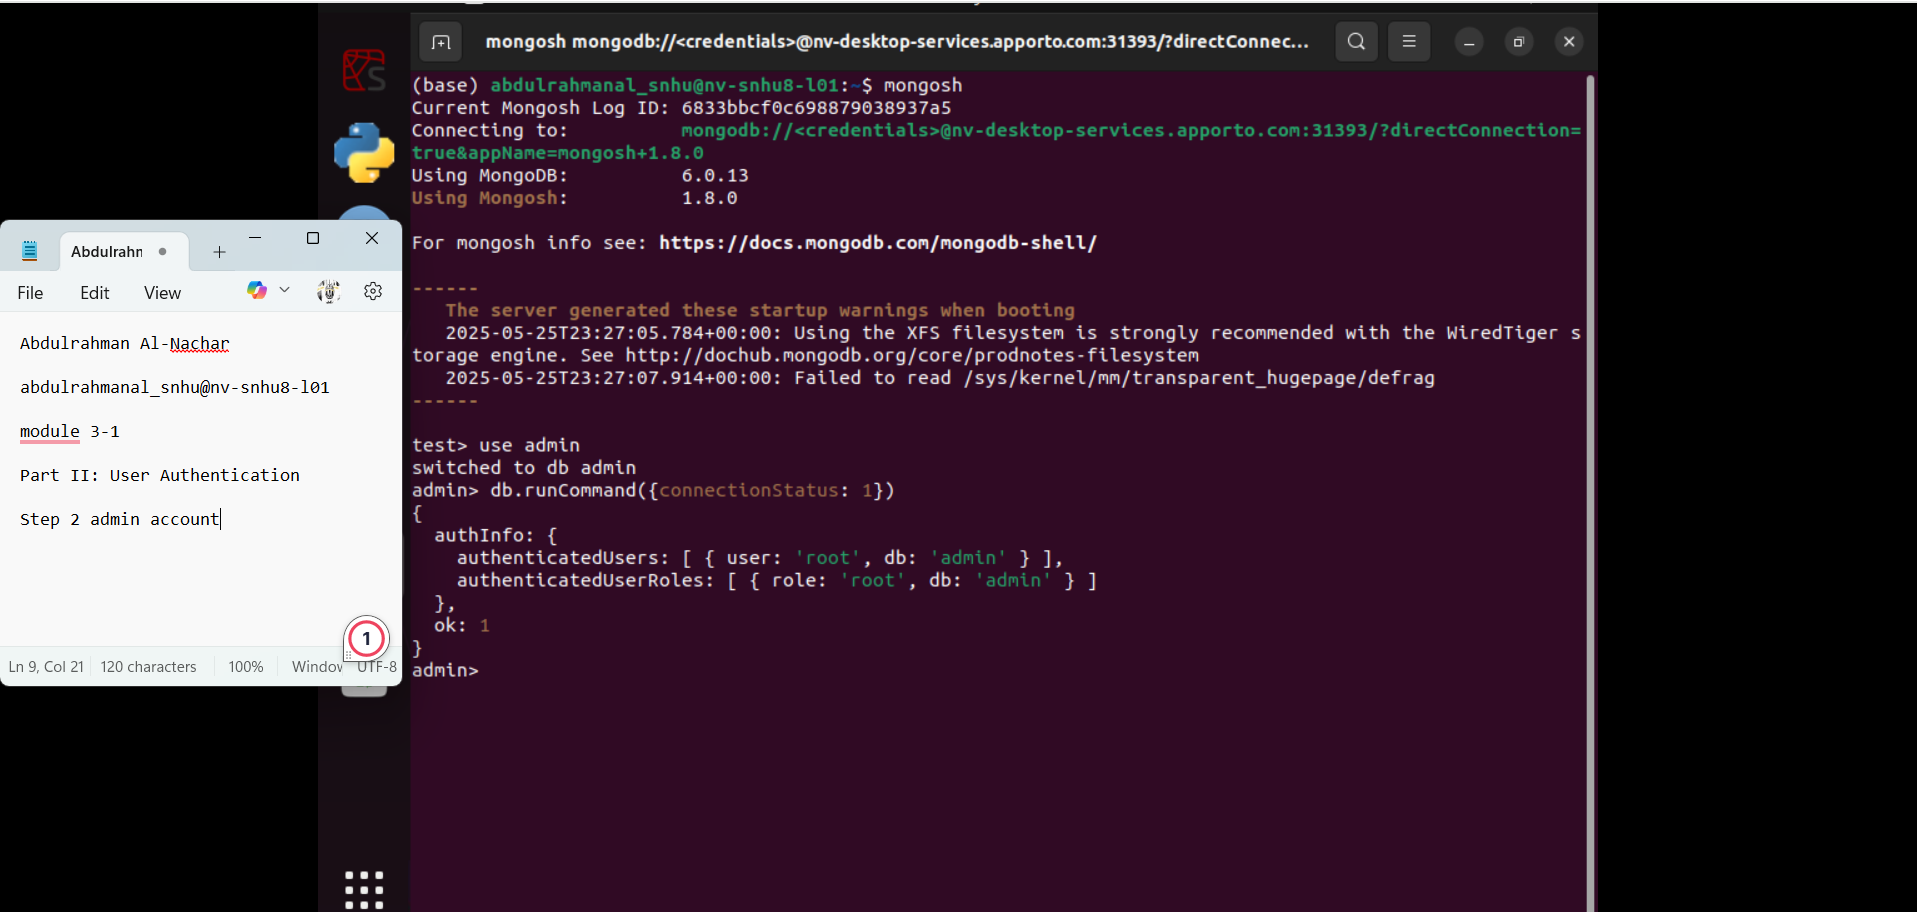 mongosh mongodb://<credentials>@nv-desktop-services.apporto.com:31393/?directConnec...
(base) abdulrahmanal_snhu@nv-snhu8-l01:~$ mongosh
Current Mongosh Log ID: 6833bbcf0c698879038937a5
Connecting to:          mongodb://<credentials>@nv-desktop-services.apporto.com:31393/?directConnection=
true&appName=mongosh+1.8.0
Using MongoDB:          6.0.13
Using Mongosh:          1.8.0
For mongosh info see: https://docs.mongodb.com/mongodb-shell/
------
   The server generated these startup warnings when booting
   2025-05-25T23:27:05.784+00:00: Using the XFS filesystem is strongly recommended with the WiredTiger s
torage engine. See http://dochub.mongodb.org/core/prodnotes-filesystem
   2025-05-25T23:27:07.914+00:00: Failed to read /sys/kernel/mm/transparent_hugepage/defrag
------
test> use admin
switched to db admin
admin> db.runCommand({connectionStatus: 1})
{
  authInfo: {
    authenticatedUsers: [ { user: 'root', db: 'admin' } ],
    authenticatedUserRoles: [ { role: 'root', db: 'admin' } ]
  },
  ok: 1
}
admin>
Abdulrahn
File Edit View
Abdulrahman Al-Nachar
abdulrahmanal_snhu@nv-snhu8-l01
module 3-1
Part II: User Authentication
Step 2 admin account
1
Ln 9, Col 21 120 characters 100% Window UTF-8